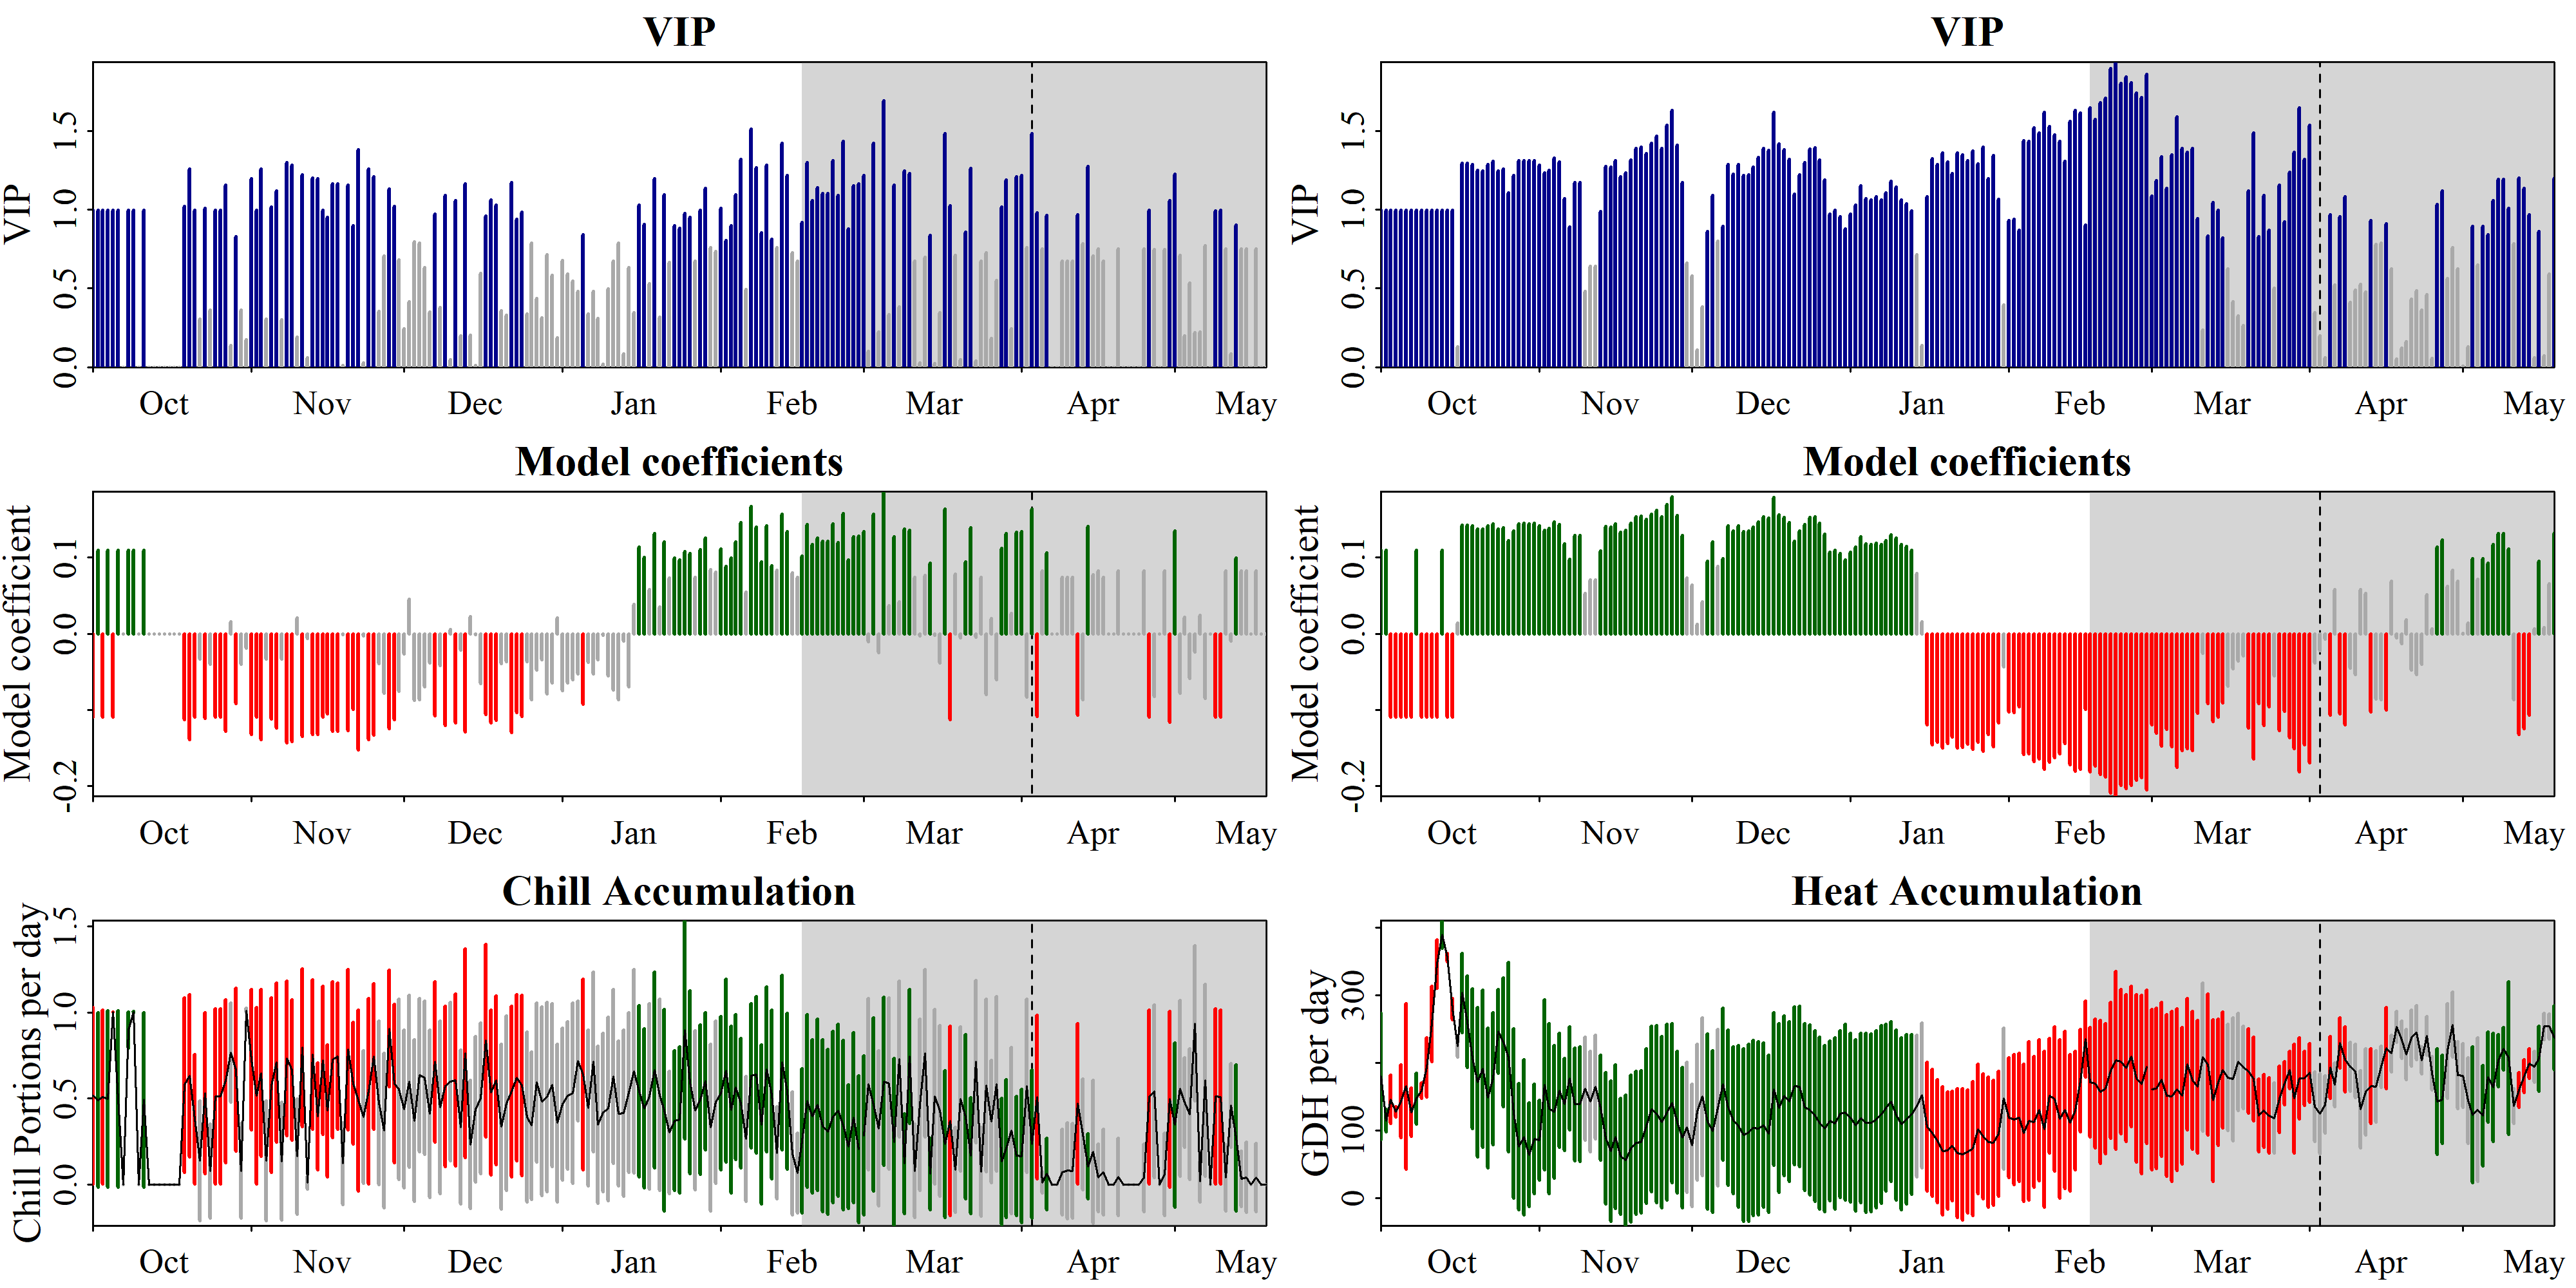 VIP
VIP
0.0 0.5 1.0 1.5
Oct Nov Dec Jan Feb Mar Apr May
VIP
VIP
0.0 0.5 1.0 1.5
Oct Nov Dec Jan Feb Mar Apr May
Model coefficients
Model coefficient
-0.2 0.0 0.1
Oct Nov Dec Jan Feb Mar Apr May
Model coefficients
Model coefficient
-0.2 0.0 0.1
Oct Nov Dec Jan Feb Mar Apr May
Chill Accumulation
Chill Portions per day
0.0 0.5 1.0 1.5
Oct Nov Dec Jan Feb Mar Apr May
Heat Accumulation
GDH per day
0 100 300
Oct Nov Dec Jan Feb Mar Apr May